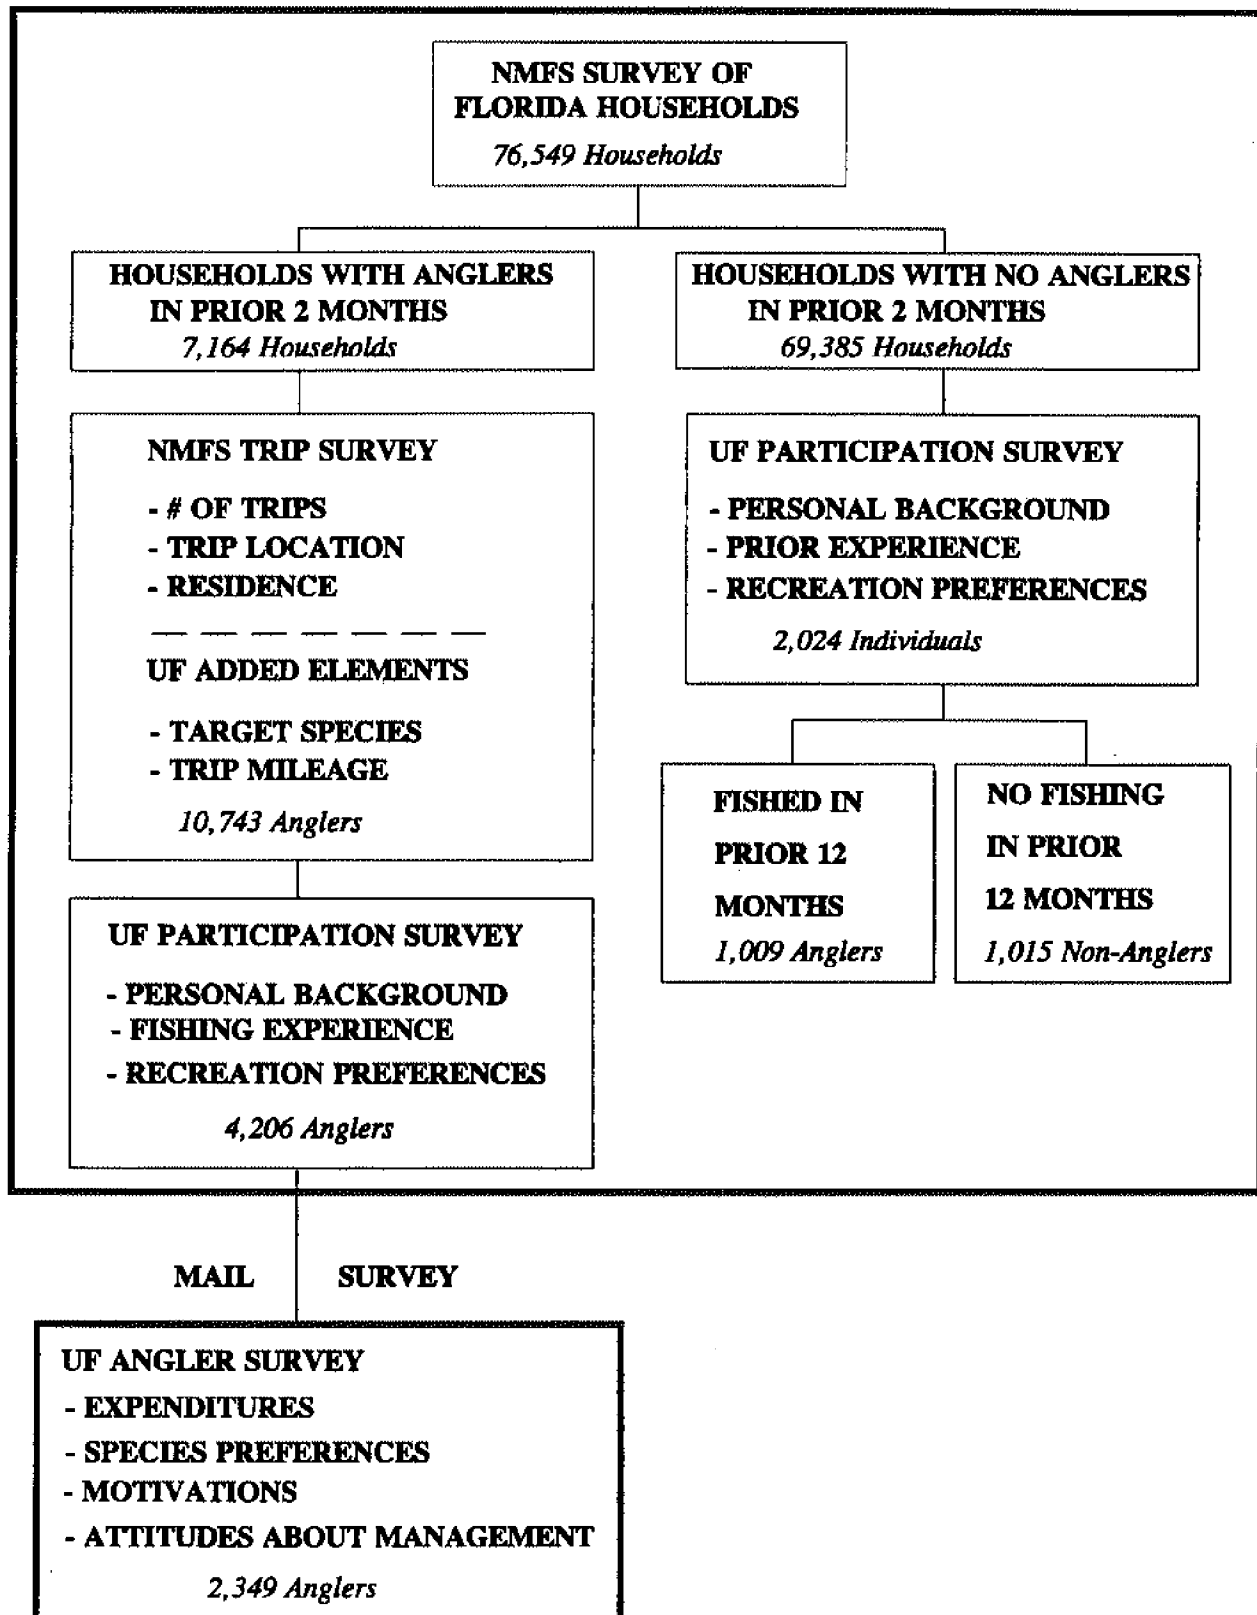 NMFS SURVEY OF
FLORIDA HOUSEHOLDS
76,549 Households
HOUSEHOLDS WITH ANGLERS
IN PRIOR 2 MONTHS
7,164 Households
HOUSEHOLDS WITH NO ANGLERS
IN PRIOR 2 MONTHS
69,385 Households
NMFS TRIP SURVEY
- # OF TRIPS
- TRIP LOCATION
- RESIDENCE
UF ADDED ELEMENTS
- TARGET SPECIES
- TRIP MILEAGE
10,743 Anglers
UF PARTICIPATION SURVEY
- PERSONAL BACKGROUND
- PRIOR EXPERIENCE
- RECREATION PREFERENCES
2,024 Individuals
FISHED IN
PRIOR 12
MONTHS
1,009 Anglers
NO FISHING
IN PRIOR
12 MONTHS
1,015 Non-Anglers
UF PARTICIPATION SURVEY
- PERSONAL BACKGROUND
- FISHING EXPERIENCE
- RECREATION PREFERENCES
4,206 Anglers
MAIL SURVEY
UF ANGLER SURVEY
- EXPENDITURES
- SPECIES PREFERENCES
- MOTIVATIONS
- ATTITUDES ABOUT MANAGEMENT
2,349 Anglers